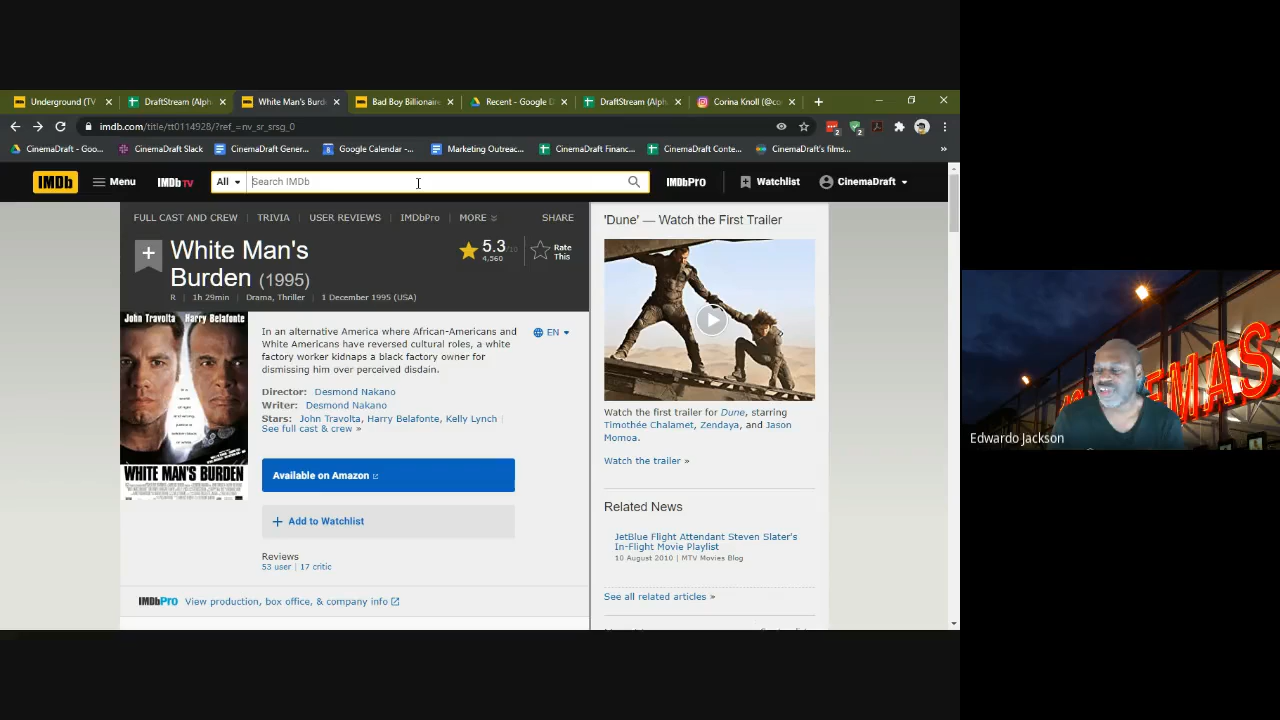 Underground (TV
DraftStream (Alph
White Man's Burd
Bad Boy Billionaire
Recent - Google D
DraftStream (Alph
Corina Knoll (@co
imdb.com/title/tt0114928/?ref_=nv_sr_srsg_0
2
2
CinemaDraft - Goo...
CinemaDraft Slack
CinemaDraft Gener...
8
Google Calendar -...
Marketing Outreac...
CinemaDraft Financ...
CinemaDraft Conte...
CinemaDraft's films...
»
IMDb
Menu
IMDb TV
All
Search IMDb
IMDbPro
Watchlist
CinemaDraft
FULL CAST AND CREW
TRIVIA
USER REVIEWS
IMDbPro
MORE
SHARE
White Man's
Burden (1995)
5.3/10
4,560
Rate
This
R
1h 29min
Drama, Thriller
1 December 1995 (USA)
John Travolta Harry Belafonte
WHITE MAN'S BURDEN
In an alternative America where African-Americans and
White Americans have reversed cultural roles, a white
factory worker kidnaps a black factory owner for
dismissing him over perceived disdain.
EN
Director: Desmond Nakano
Writer: Desmond Nakano
Stars: John Travolta, Harry Belafonte, Kelly Lynch |
See full cast & crew »
Available on Amazon
+ Add to Watchlist
Reviews
53 user | 17 critic
IMDbPro View production, box office, & company info
'Dune' — Watch the First Trailer
Watch the first trailer for Dune, starring
Timothée Chalamet, Zendaya, and Jason
Momoa.
Watch the trailer »
Related News
JetBlue Flight Attendant Steven Slater's
In-Flight Movie Playlist
10 August 2010 | MTV Movies Blog
See all related articles »
EMAS
Edwardo Jackson